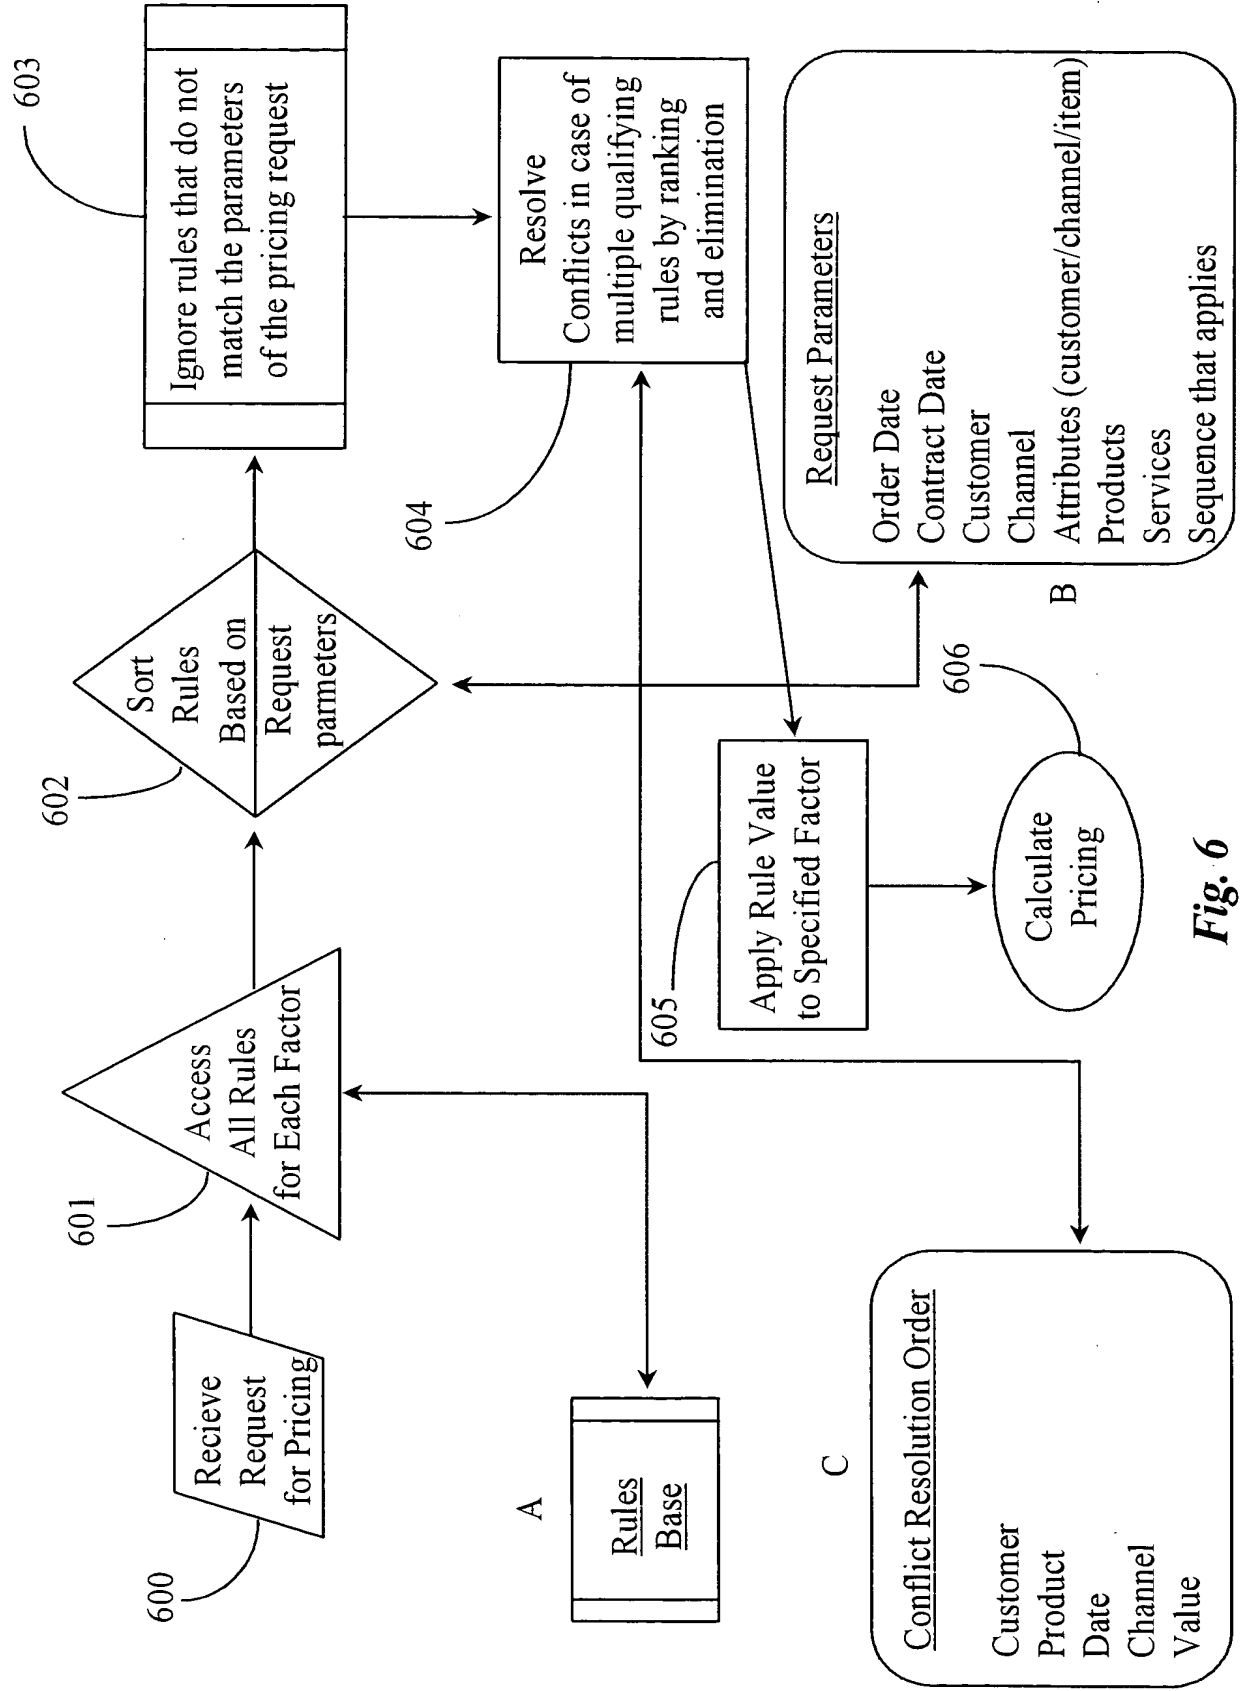 600
Recieve
Request
for Pricing
601
Access
All Rules
for Each Factor
602
Sort
Rules
Based on
Request
parmeters
603
Ignore rules that do not
match the parameters
of the pricing request
604
Resolve
Conflicts in case of
multiple qualifying
rules by ranking
and elimination
A
Rules
Base
605
Apply Rule Value
to Specified Factor
606
Calculate
Pricing
B
Request Parameters
Order Date
Contract Date
Customer
Channel
Attributes (customer/channel/item)
Products
Services
Sequence that applies
C
Conflict Resolution Order
Customer
Product
Date
Channel
Value
Fig. 6